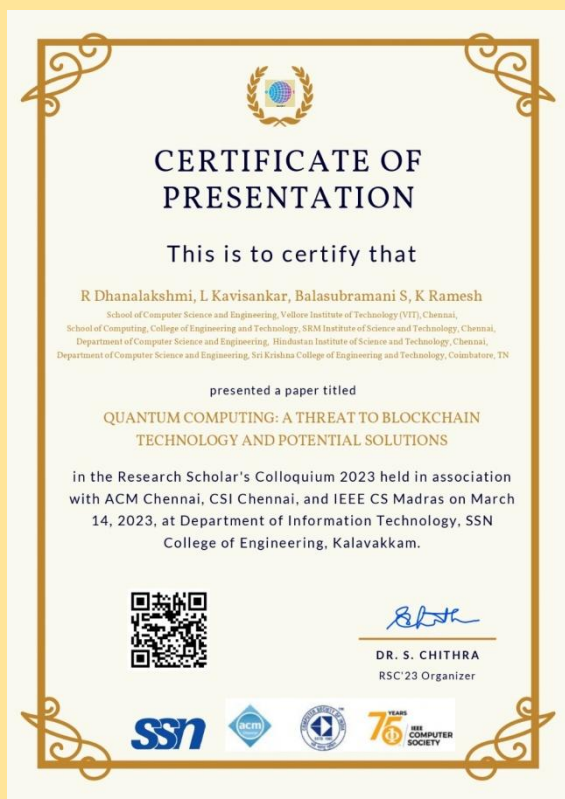 CERTIFICATE OF
PRESENTATION
This is to certify that
R Dhanalakshmi, L Kavisankar, Balasubramani S, K Ramesh
School of Computer Science and Engineering, Vellore Institute of Technology (VIT), Chennai,
School of Computing, College of Engineering and Technology, SRM Institute of Science and Technology, Chennai,
Department of Computer Science and Engineering, Hindustan Institute of Science and Technology, Chennai,
Department of Computer Science and Engineering, Sri Krishna College of Engineering and Technology, Coimbatore, TN
presented a paper titled
QUANTUM COMPUTING: A THREAT TO BLOCKCHAIN
TECHNOLOGY AND POTENTIAL SOLUTIONS
in the Research Scholar's Colloquium 2023 held in association
with ACM Chennai, CSI Chennai, and IEEE CS Madras on March
14, 2023, at Department of Information Technology, SSN
College of Engineering, Kalavakkam.
DR. S. CHITHRA
RSC'23 Organizer
ssn
acm
75 YEARS
IEEE
COMPUTER
SOCIETY